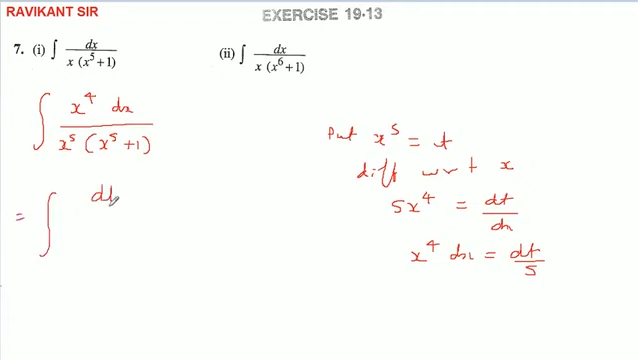 RAVIKANT SIR
EXERCISE 19·13
7. (i) ∫ dx / x (x⁵+1)
(ii) ∫ dx / x (x⁶+1)
∫ x⁴ dx / x⁵ (x⁵ +1)
Put x⁵ = t
diff wrt x
5x⁴ = dt/dx
x⁴ dx = dt/5
= ∫ dt